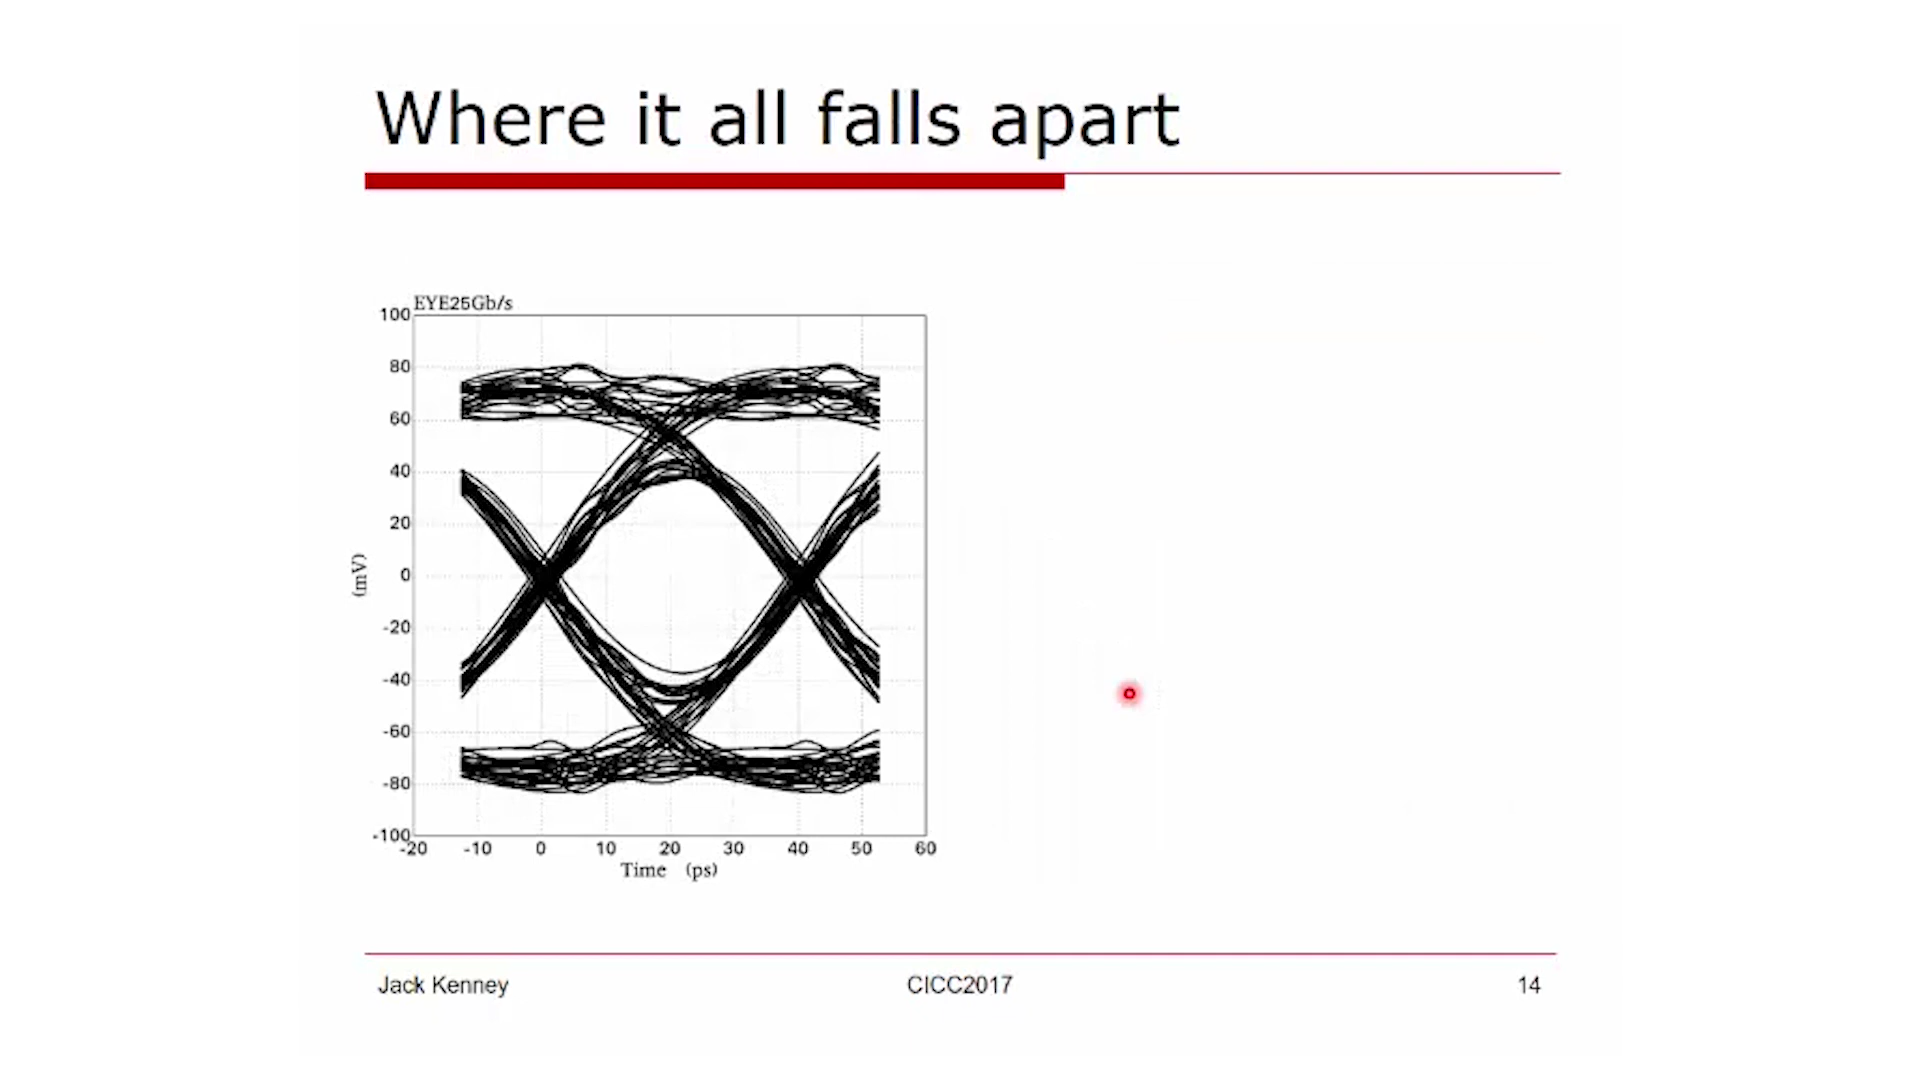 Where it all falls apart
EYE25Gb/s
100
80
60
40
20
0
-20
-40
-60
-80
-100
(mV)
-20 -10 0 10 20 30 40 50 60
Time (ps)
Jack Kenney CICC2017 14